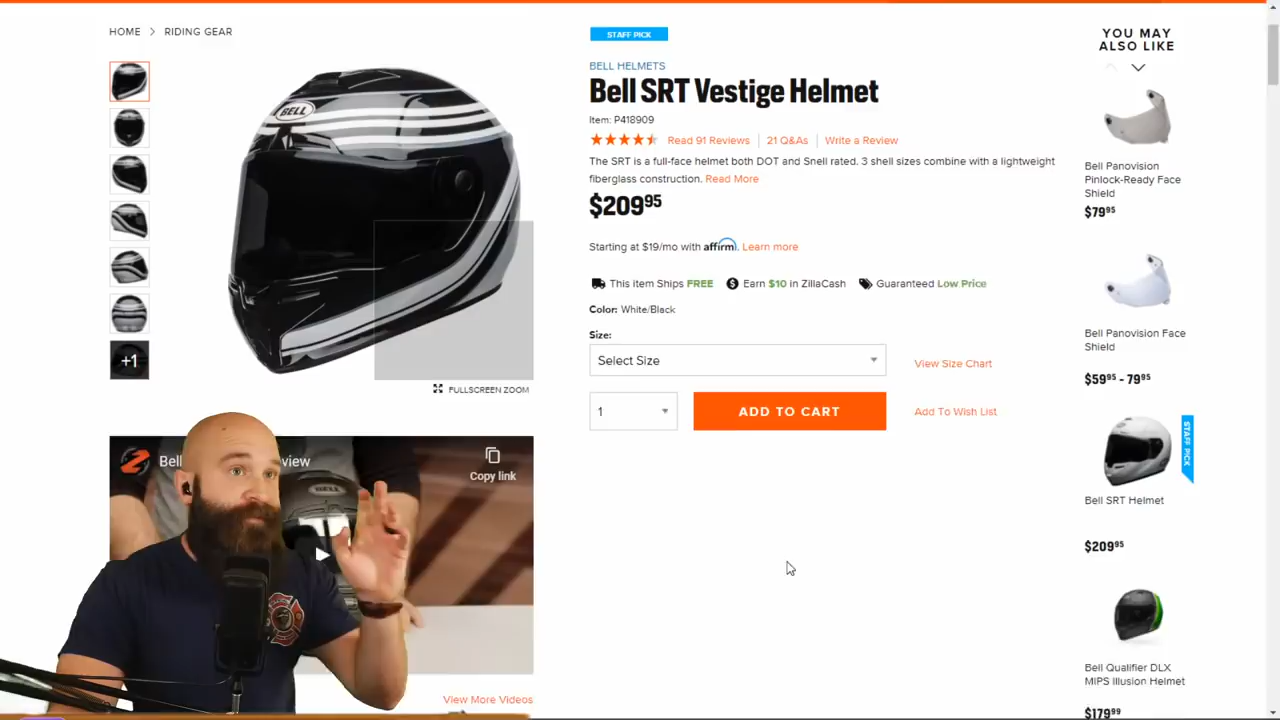 HOME > RIDING GEAR
BELL
+1
FULLSCREEN ZOOM
Bell
view
Copy link
BELL
View More Videos
STAFF PICK
BELL HELMETS
Bell SRT Vestige Helmet
Item: P418909
Read 91 Reviews | 21 Q&As | Write a Review
The SRT is a full-face helmet both DOT and Snell rated. 3 shell sizes combine with a lightweight
fiberglass construction. Read More
$209.95
Starting at $19/mo with affirm. Learn more
This item Ships FREE Earn $10 in ZillaCash Guaranteed Low Price
Color: White/Black
Size:
Select Size
View Size Chart
1
ADD TO CART
Add To Wish List
YOU MAY
ALSO LIKE
Bell Panovision
Pinlock-Ready Face
Shield
$79.95
Bell Panovision Face
Shield
$59.95 - 79.95
STAFF PICK
Bell SRT Helmet
$209.95
Bell Qualifier DLX
MIPS Illusion Helmet
$179.99